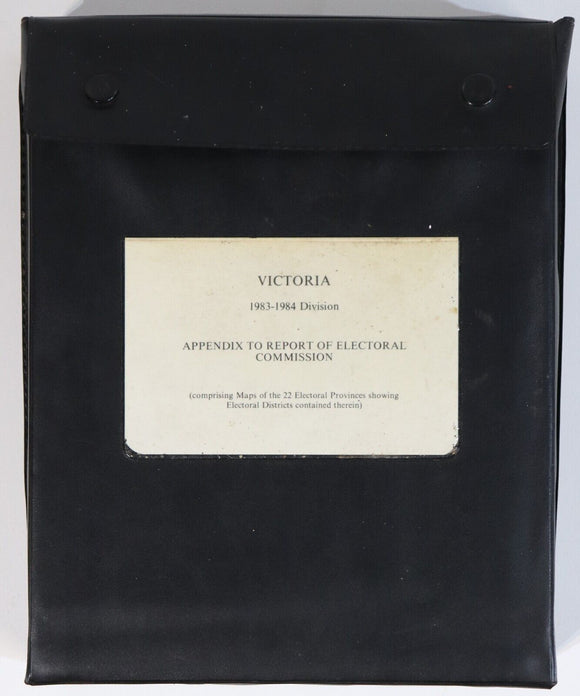 VICTORIA
1983-1984 Division
APPENDIX TO REPORT OF ELECTORAL
COMMISSION
(comprising Maps of the 22 Electoral Provinces showing
Electoral Districts contained therein)